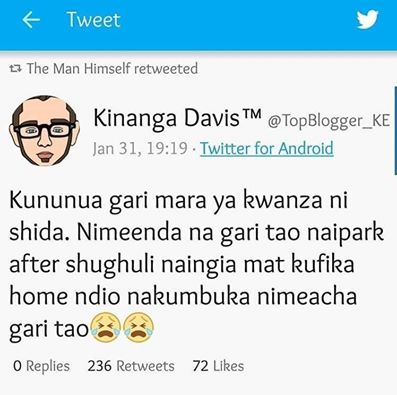 Tweet
The Man Himself retweeted
Kinanga Davis™ @TopBlogger_KE
Jan 31, 19:19 · Twitter for Android
Kununua gari mara ya kwanza ni
shida. Nimeenda na gari tao naipark
after shughuli naingia mat kufika
home ndio nakumbuka nimeacha
gari tao😭😭
0 Replies 236 Retweets 72 Likes